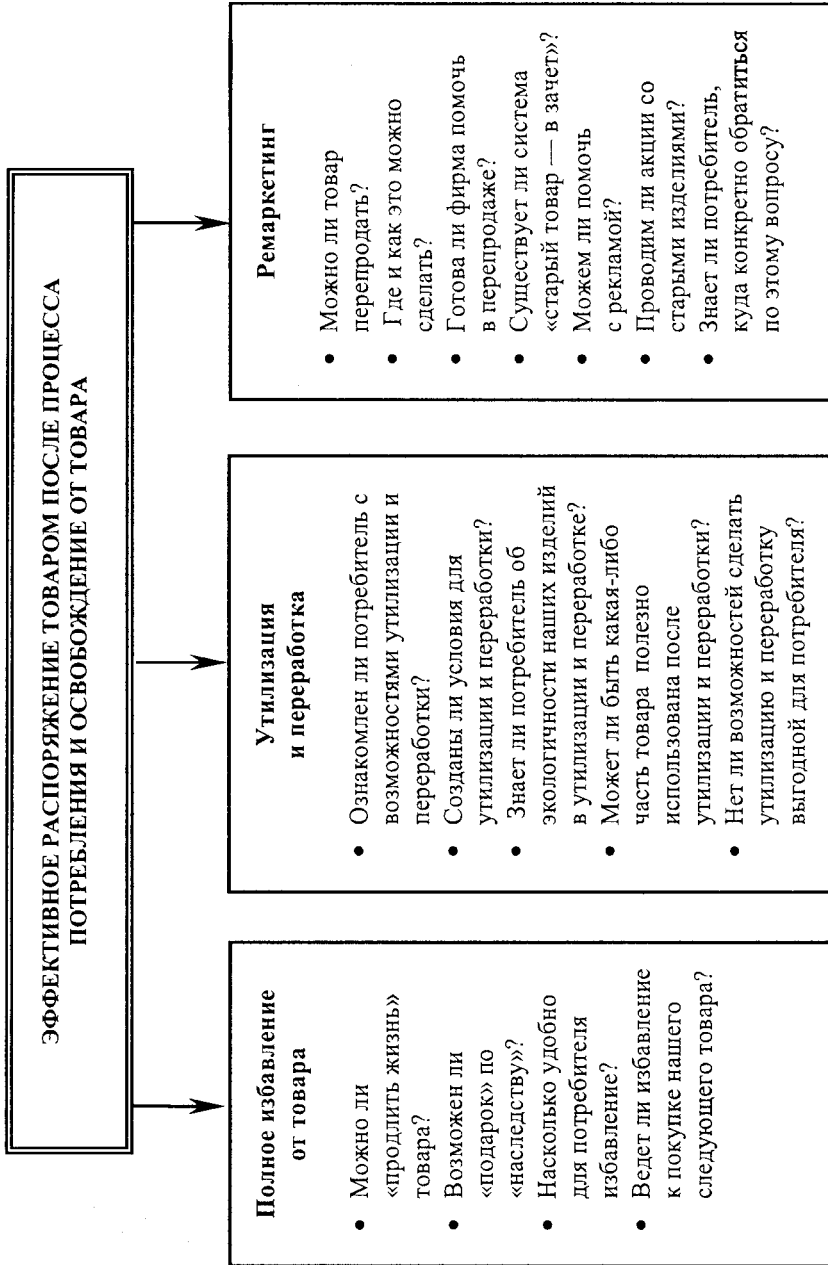 ЭФФЕКТИВНОЕ РАСПОРЯЖЕНИЕ ТОВАРОМ ПОСЛЕ ПРОЦЕССА
ПОТРЕБЛЕНИЯ И ОСВОБОЖДЕНИЕ ОТ ТОВАРА
Полное избавление
от товара
• Можно ли
«продлить жизнь»
товара?
• Возможен ли
«подарок» по
«наследству»?
• Насколько удобно
для потребителя
избавление?
• Ведет ли избавление
к покупке нашего
следующего товара?
Утилизация
и переработка
• Ознакомлен ли потребитель с
возможностями утилизации и
переработки?
• Созданы ли условия для
утилизации и переработки?
• Знает ли потребитель об
экологичности наших изделий
в утилизации и переработке?
• Может ли быть какая-либо
часть товара полезно
использована после
утилизации и переработки?
• Нет ли возможностей сделать
утилизацию и переработку
выгодной для потребителя?
Ремаркетинг
• Можно ли товар
перепродать?
• Где и как это можно
сделать?
• Готова ли фирма помочь
в перепродаже?
• Существует ли система
«старый товар — в зачет»?
• Можем ли помочь
с рекламой?
• Проводим ли акции со
старыми изделиями?
• Знает ли потребитель,
куда конкретно обратиться
по этому вопросу?